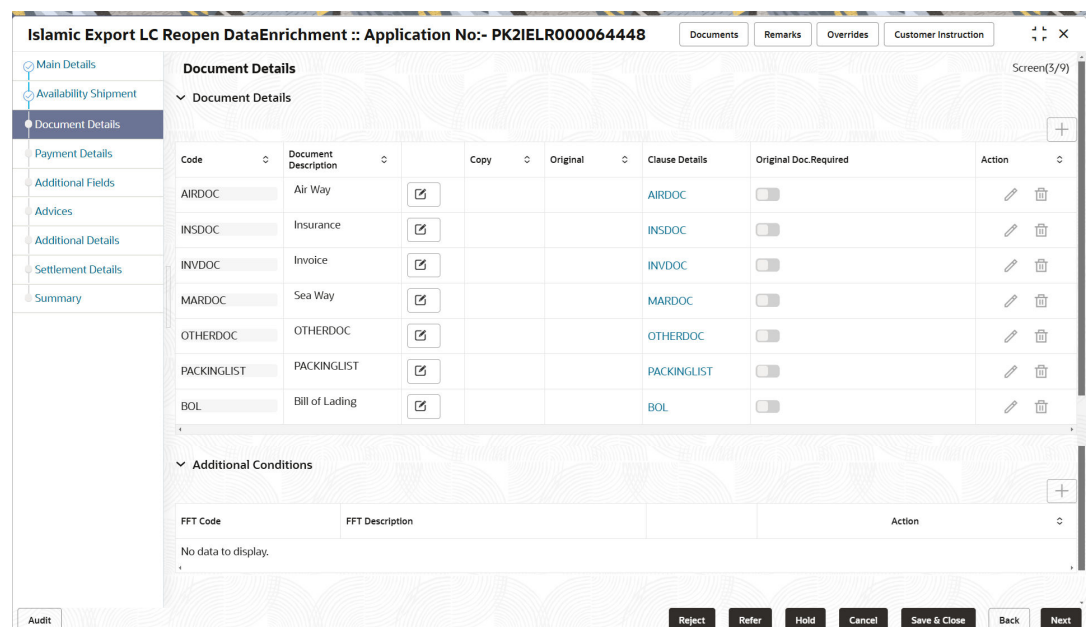 Islamic Export LC Reopen DataEnrichment :: Application No:- PK2IELR000064448 Documents Remarks Overrides Customer Instruction
Main Details
Availability Shipment
Document Details
Payment Details
Additional Fields
Advices
Additional Details
Settlement Details
Summary
Document Details Screen(3/9)
Document Details
Code Document Description Copy Original Clause Details Original Doc.Required Action
AIRDOC Air Way AIRDOC
INSDOC Insurance INSDOC
INVDOC Invoice INVDOC
MARDOC Sea Way MARDOC
OTHERDOC OTHERDOC OTHERDOC
PACKINGLIST PACKINGLIST PACKINGLIST
BOL Bill of Lading BOL
Additional Conditions
FFT Code FFT Description Action
No data to display.
Audit Reject Refer Hold Cancel Save & Close Back Next